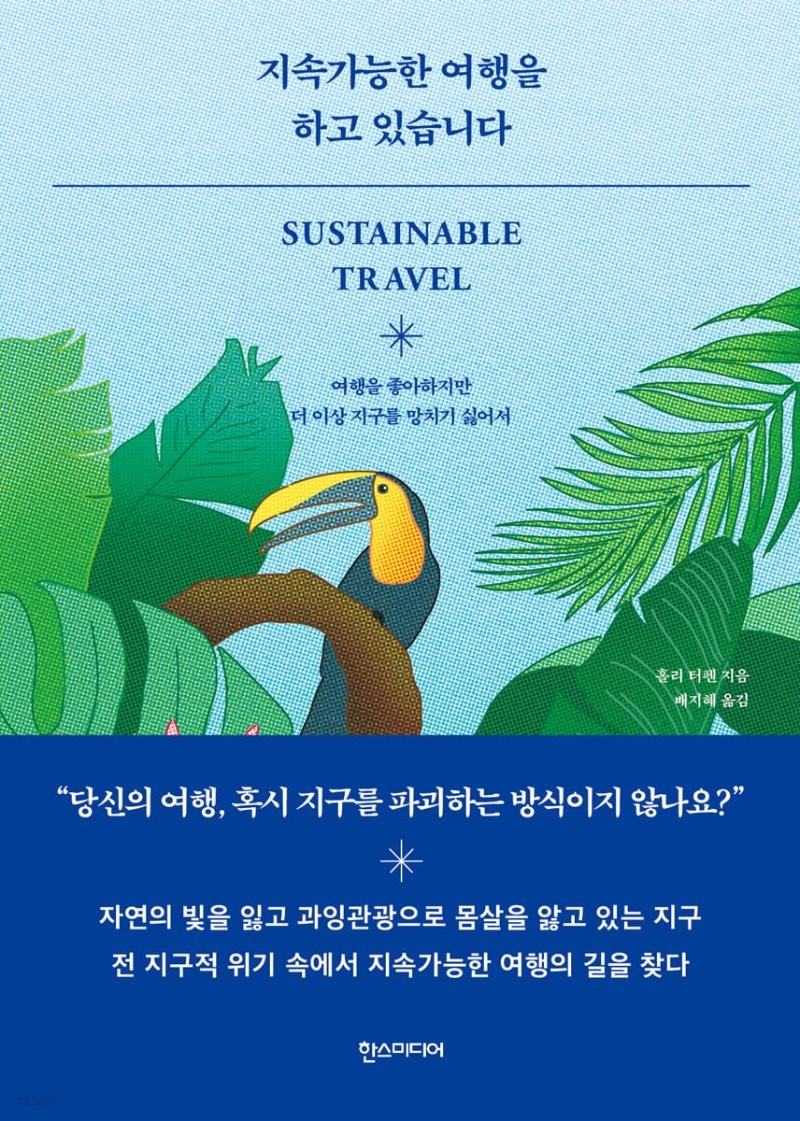 지속가능한 여행을
하고 있습니다
SUSTAINABLE
TRAVEL
여행을 좋아하지만
더 이상 지구를 망치기 싫어서
홀리 터펜 지음
배지혜 옮김
“당신의 여행, 혹시 지구를 파괴하는 방식이지 않나요?”
자연의 빛을 잃고 과잉관광으로 몸살을 앓고 있는 지구
전 지구적 위기 속에서 지속가능한 여행의 길을 찾다
한스미디어
YES24